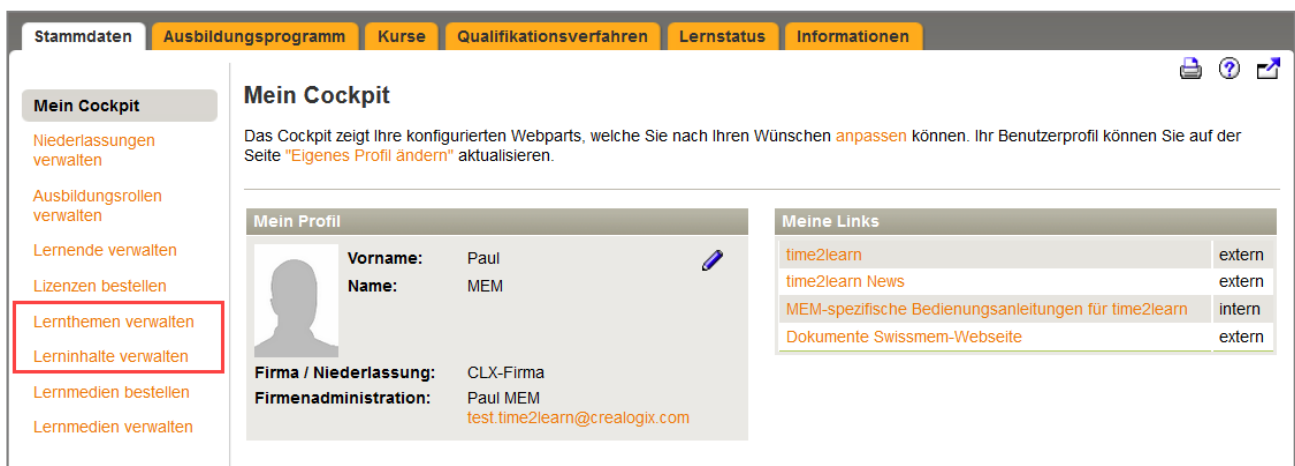 Stammdaten Ausbildungsprogramm Kurse Qualifikationsverfahren Lernstatus Informationen
Mein Cockpit
Niederlassungen
verwalten
Ausbildungsrollen
verwalten
Lernende verwalten
Lizenzen bestellen
Lernthemen verwalten
Lerninhalte verwalten
Lernmedien bestellen
Lernmedien verwalten
Mein Cockpit
Das Cockpit zeigt Ihre konfigurierten Webparts, welche Sie nach Ihren Wünschen anpassen können. Ihr Benutzerprofil können Sie auf der
Seite "Eigenes Profil ändern" aktualisieren.
Mein Profil
Vorname: Paul
Name: MEM
Firma / Niederlassung: CLX-Firma
Firmenadministration: Paul MEM
test.time2learn@crealogix.com
Meine Links
time2learn extern
time2learn News extern
MEM-spezifische Bedienungsanleitungen für time2learn intern
Dokumente Swissmem-Webseite extern